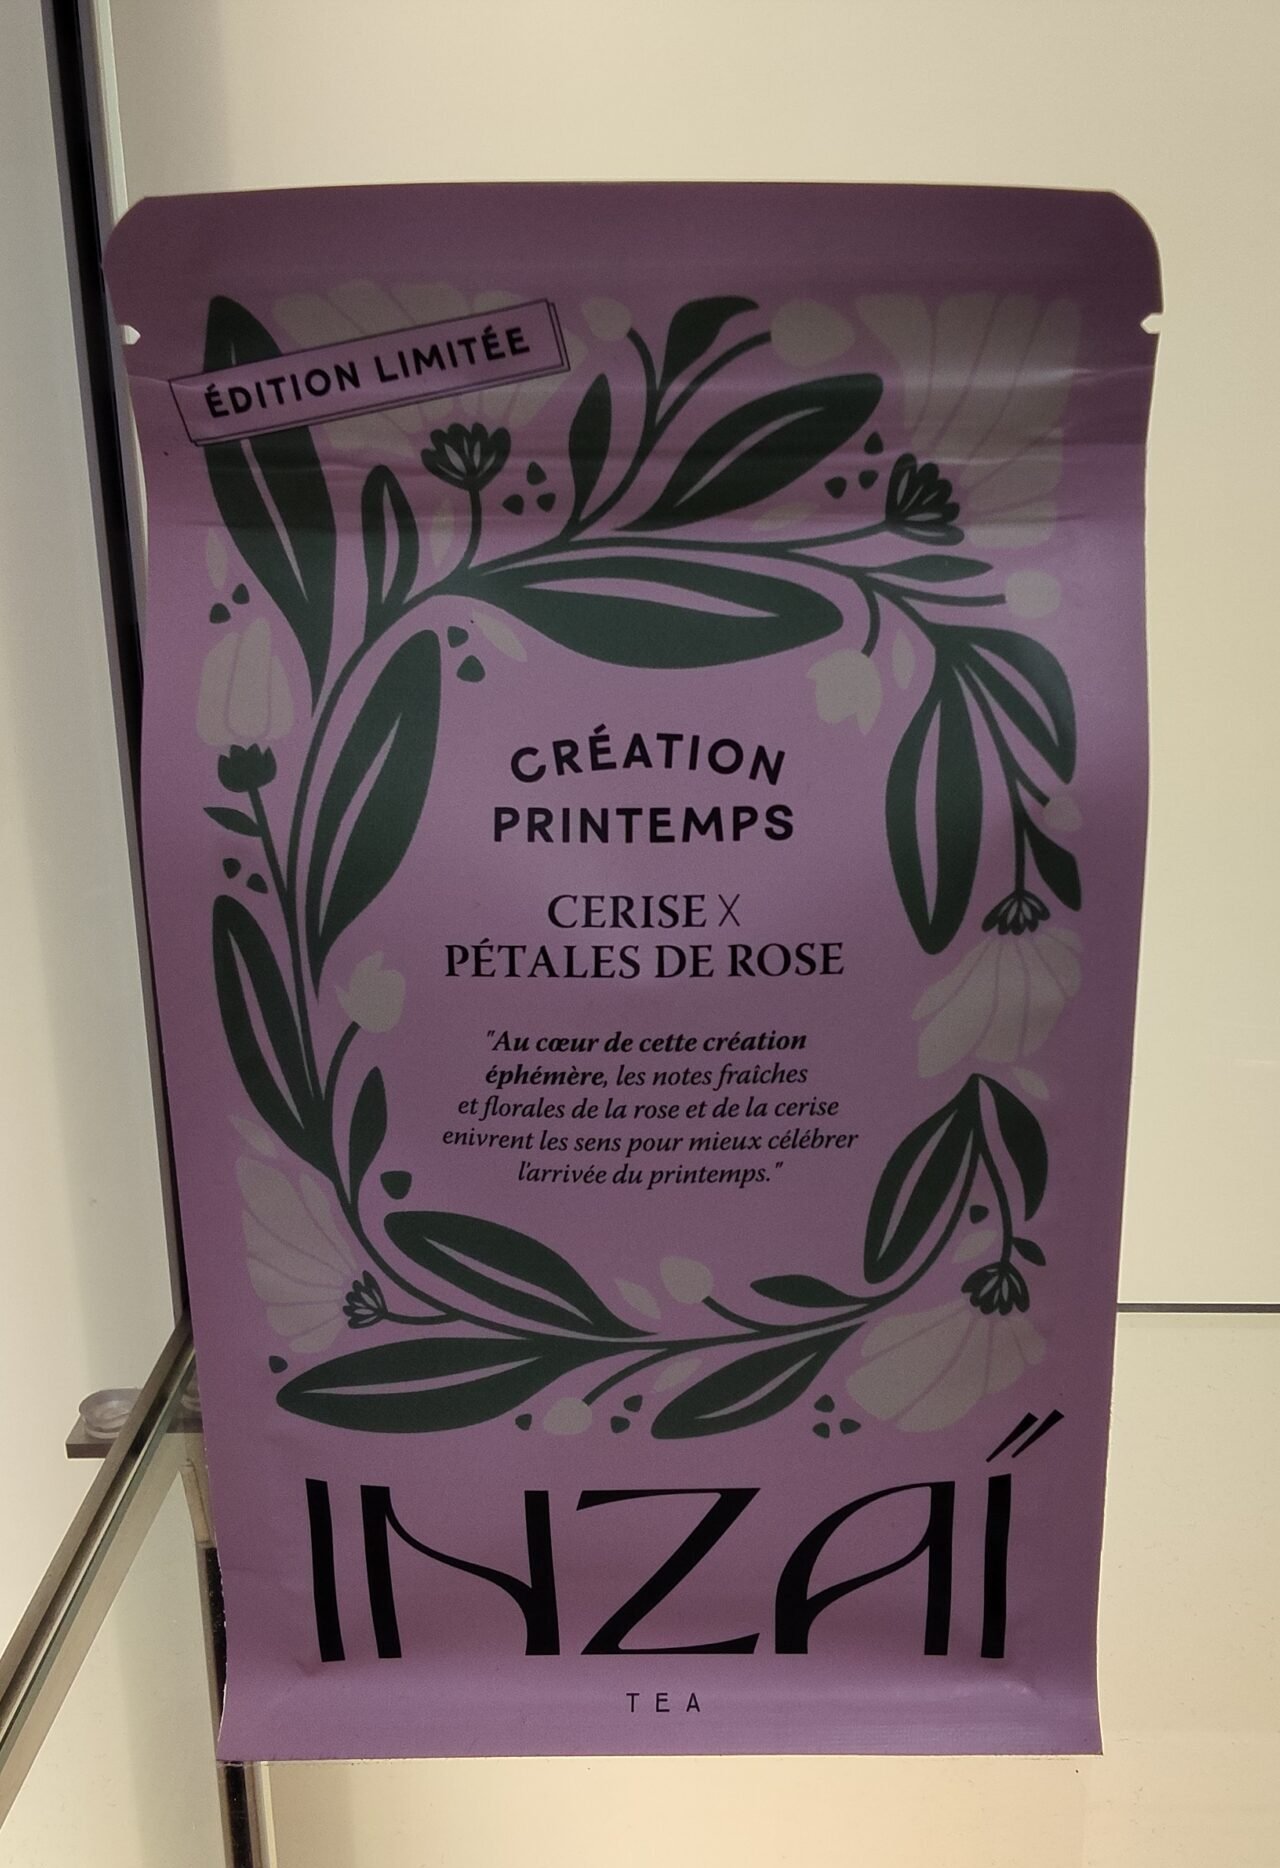 ÉDITION LIMITÉE
CRÉATION
PRINTEMPS
CERISE X
PÉTALES DE ROSE
"Au cœur de cette création
éphémère, les notes fraîches
et florales de la rose et de la cerise
enivrent les sens pour mieux célébrer
l'arrivée du printemps."
INZAÏ
TEA